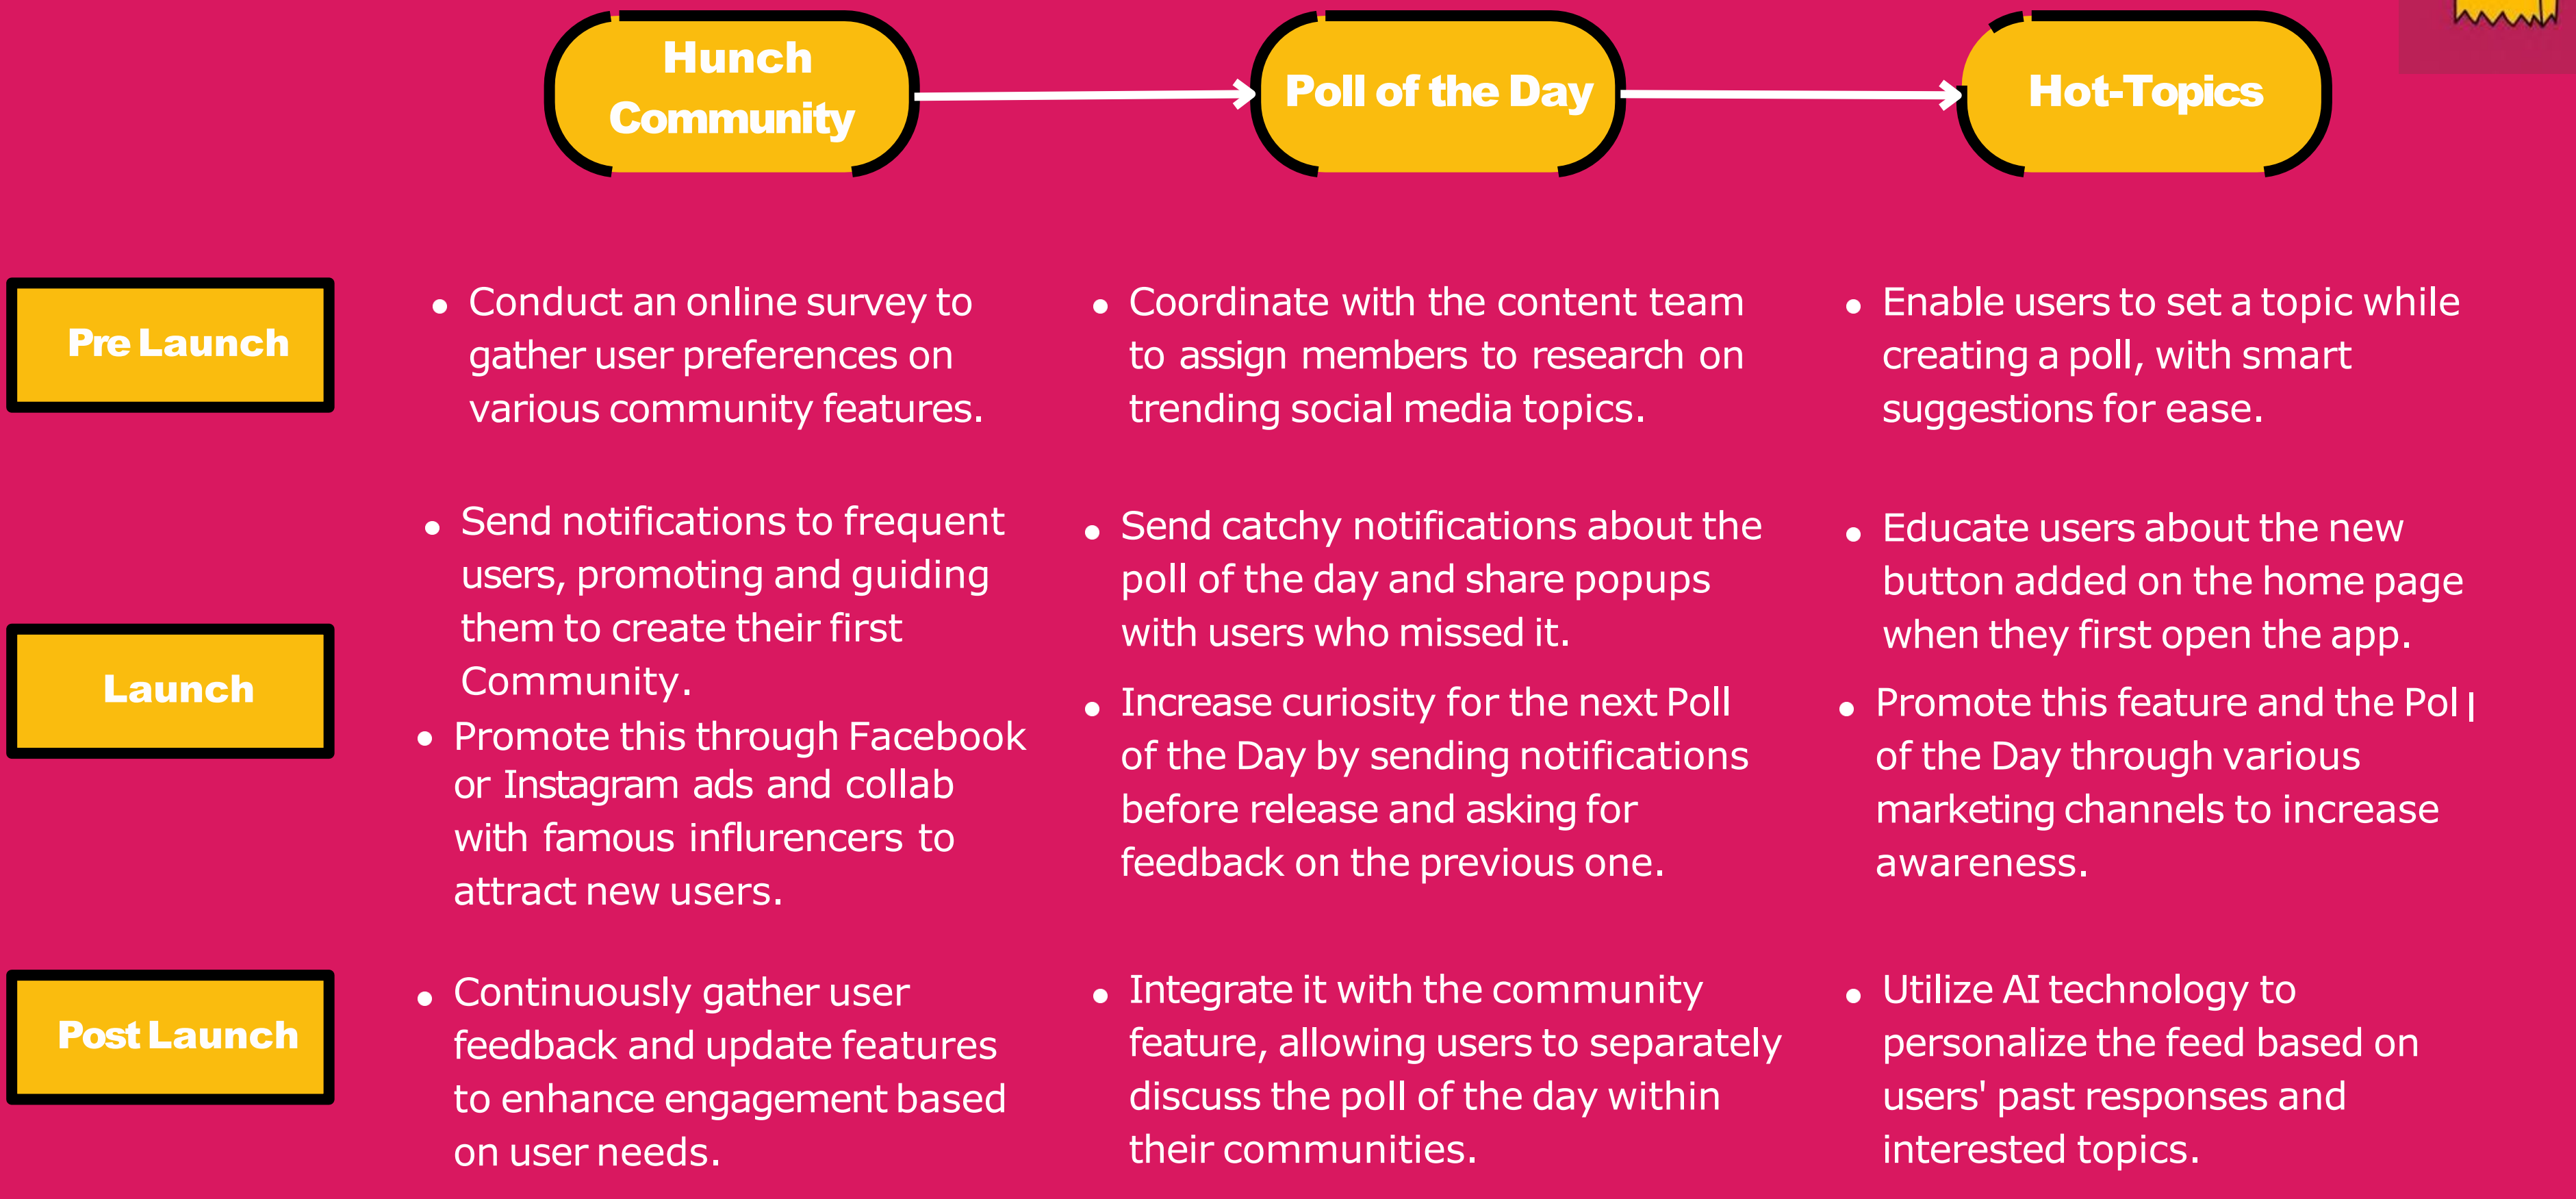 Hunch
Community
Poll of the Day
Hot-Topics
Pre Launch
• Conduct an online survey to
gather user preferences on
various community features.
• Coordinate with the content team
to assign members to research on
trending social media topics.
• Enable users to set a topic while
creating a poll, with smart
suggestions for ease.
Launch
• Send notifications to frequent
users, promoting and guiding
them to create their first
Community.
• Promote this through Facebook
or Instagram ads and collab
with famous influrencers to
attract new users.
• Send catchy notifications about the
poll of the day and share popups
with users who missed it.
• Increase curiosity for the next Poll
of the Day by sending notifications
before release and asking for
feedback on the previous one.
• Educate users about the new
button added on the home page
when they first open the app.
• Promote this feature and the Poll
of the Day through various
marketing channels to increase
awareness.
Post Launch
• Continuously gather user
feedback and update features
to enhance engagement based
on user needs.
• Integrate it with the community
feature, allowing users to separately
discuss the poll of the day within
their communities.
• Utilize AI technology to
personalize the feed based on
users' past responses and
interested topics.